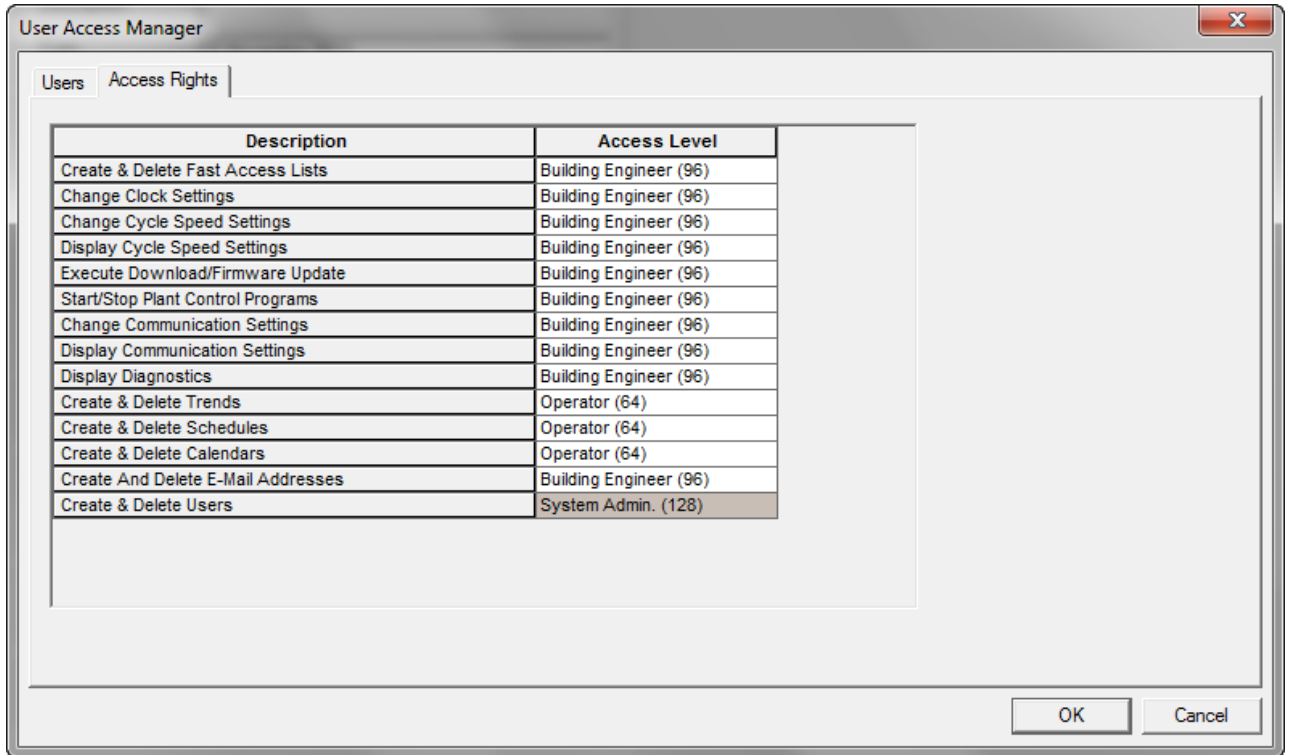 User Access Manager
Users Access Rights
Description Access Level
Create & Delete Fast Access Lists Building Engineer (96)
Change Clock Settings Building Engineer (96)
Change Cycle Speed Settings Building Engineer (96)
Display Cycle Speed Settings Building Engineer (96)
Execute Download/Firmware Update Building Engineer (96)
Start/Stop Plant Control Programs Building Engineer (96)
Change Communication Settings Building Engineer (96)
Display Communication Settings Building Engineer (96)
Display Diagnostics Building Engineer (96)
Create & Delete Trends Operator (64)
Create & Delete Schedules Operator (64)
Create & Delete Calendars Operator (64)
Create And Delete E-Mail Addresses Building Engineer (96)
Create & Delete Users System Admin. (128)
OK Cancel